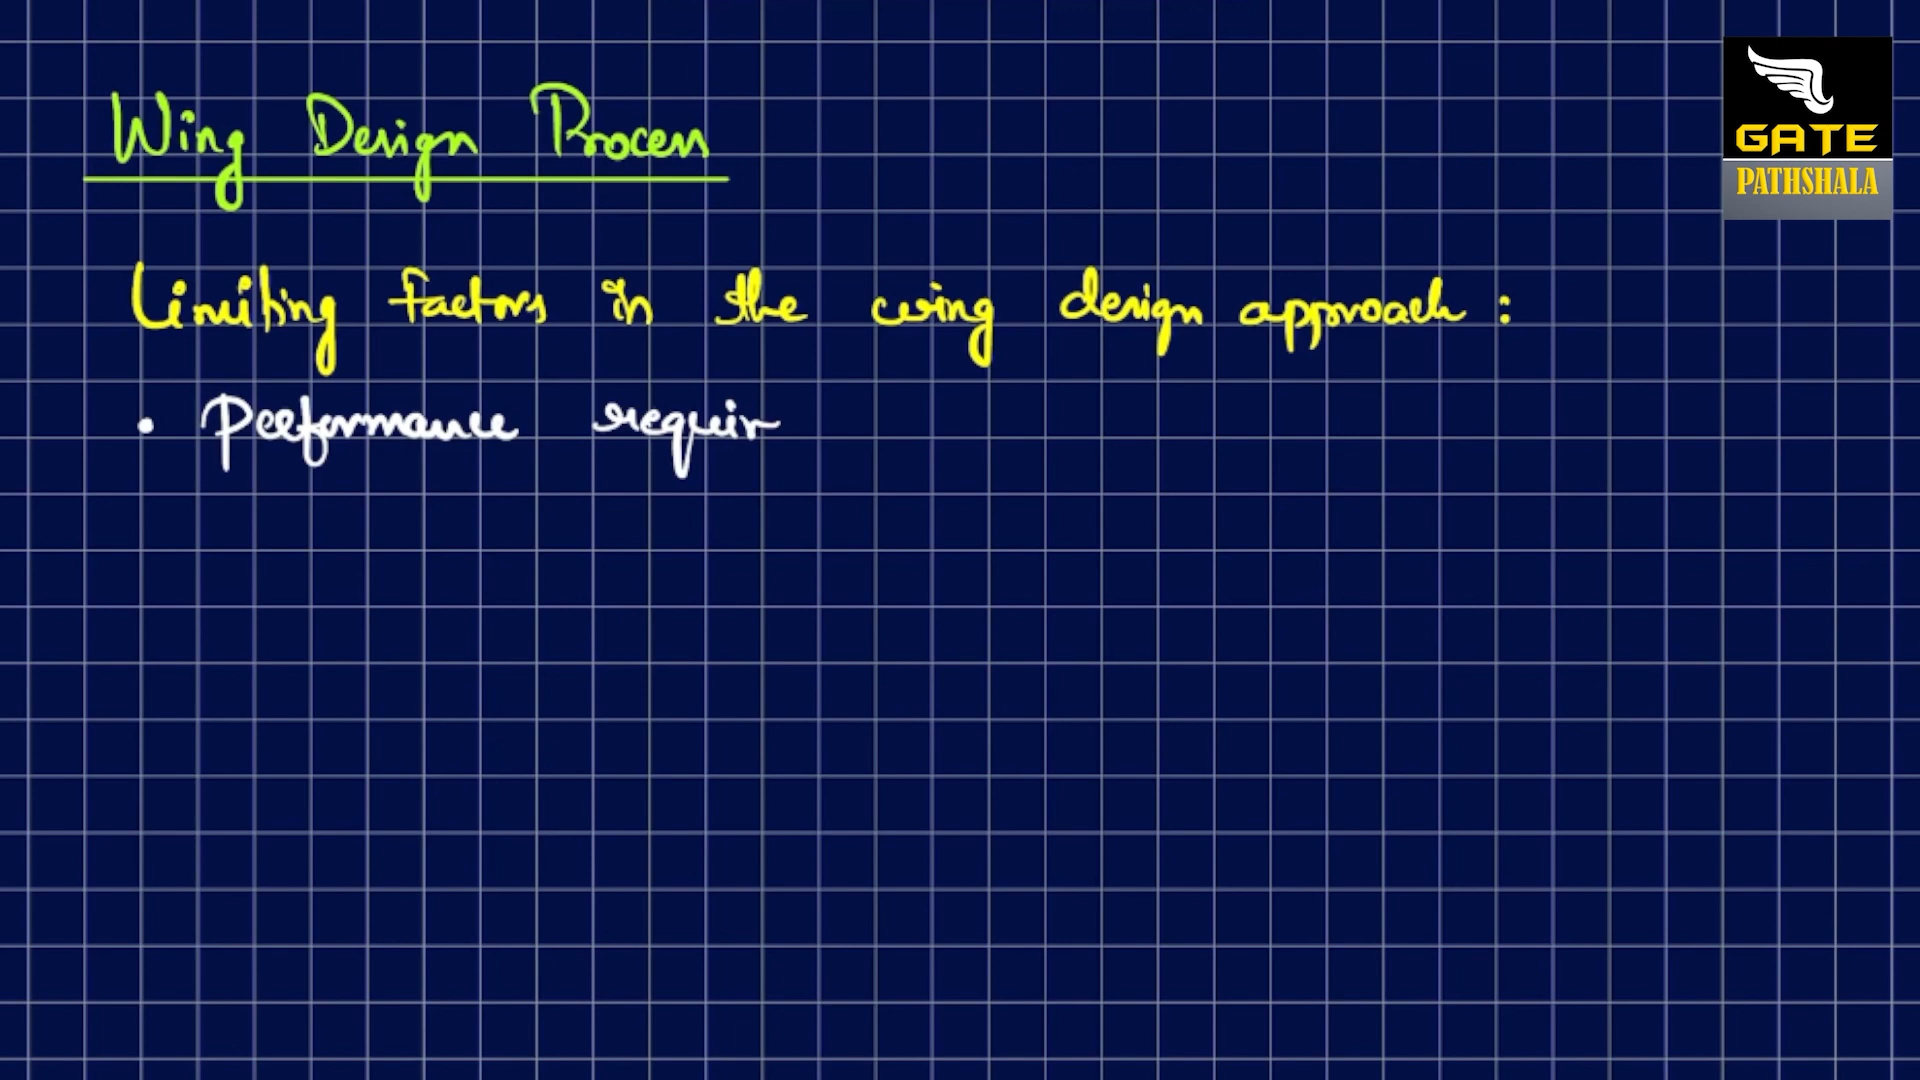 Wing Design Process
Limiting factors in the wing design approach :
• Performance requir
GATE
PATHSHALA